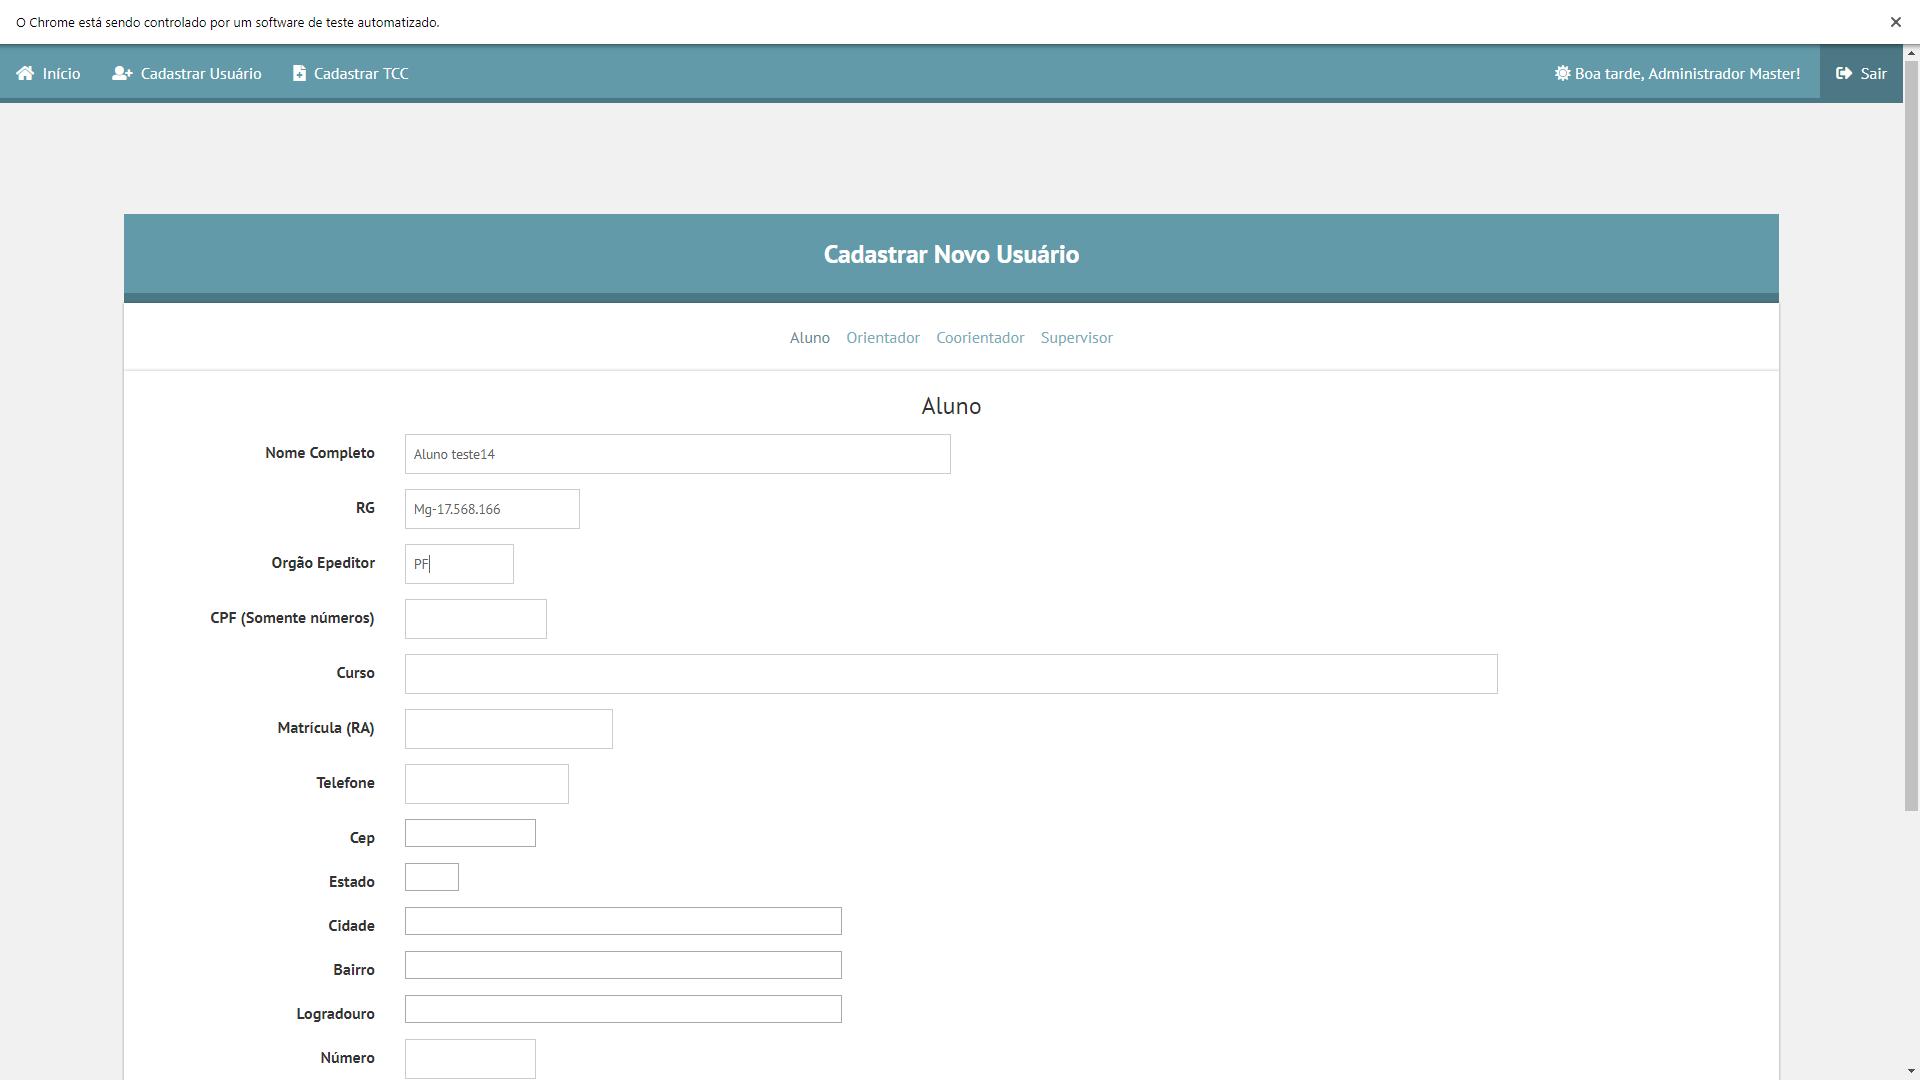 O Chrome está sendo controlado por um software de teste automatizado.
Início Cadastrar Usuário Cadastrar TCC Boa tarde, Administrador Master! Sair
Cadastrar Novo Usuário
Aluno Orientador Coorientador Supervisor
Aluno
Nome Completo Aluno teste14
RG Mg-17.568.166
Orgão Epeditor PF
CPF (Somente números)
Curso
Matrícula (RA)
Telefone
Cep
Estado
Cidade
Bairro
Logradouro
Número